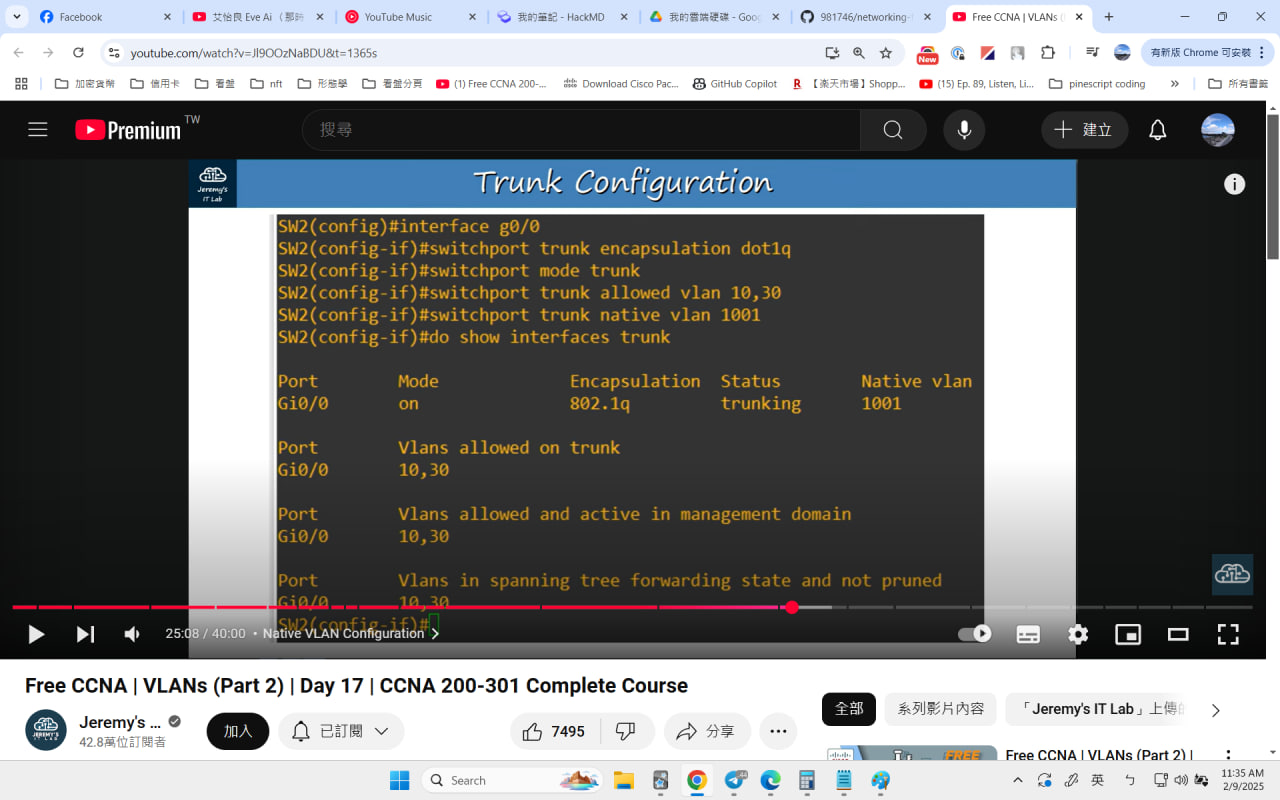 Facebook
艾怡良 Eve Ai（那時
YouTube Music
我的筆記 - HackMD
我的雲端硬碟 - Goog
981746/networking-f
Free CCNA | VLANs (
youtube.com/watch?v=Jl9OOzNaBDU&t=1365s
New
有新版 Chrome 可安裝
加密貨幣
信用卡
看盤
nft
形態學
看盤分頁
(1) Free CCNA 200-...
Download Cisco Pac...
GitHub Copilot
R 【楽天市場】Shopp...
(15) Ep. 89, Listen, Li...
pinescript coding
所有書籤
Premium TW
搜尋
建立
Jeremy's
IT Lab
Trunk Configuration
SW2(config)#interface g0/0
SW2(config-if)#switchport trunk encapsulation dot1q
SW2(config-if)#switchport mode trunk
SW2(config-if)#switchport trunk allowed vlan 10,30
SW2(config-if)#switchport trunk native vlan 1001
SW2(config-if)#do show interfaces trunk
Port Mode Encapsulation Status Native vlan
Gi0/0 on 802.1q trunking 1001
Port Vlans allowed on trunk
Gi0/0 10,30
Port Vlans allowed and active in management domain
Gi0/0 10,30
Port Vlans in spanning tree forwarding state and not pruned
Gi0/0 10,30
SW2(config-if)#
25:08 / 40:00 • Native VLAN Configuration
Free CCNA | VLANs (Part 2) | Day 17 | CCNA 200-301 Complete Course
Jeremy's ...
42.8萬位訂閱者
加入
已訂閱
7495
分享
全部
系列影片內容
「Jeremy's IT Lab」上傳的
Free CCNA | VLANs (Part 2) |
FREE
Search
44
英
11:35 AM
2/9/2025